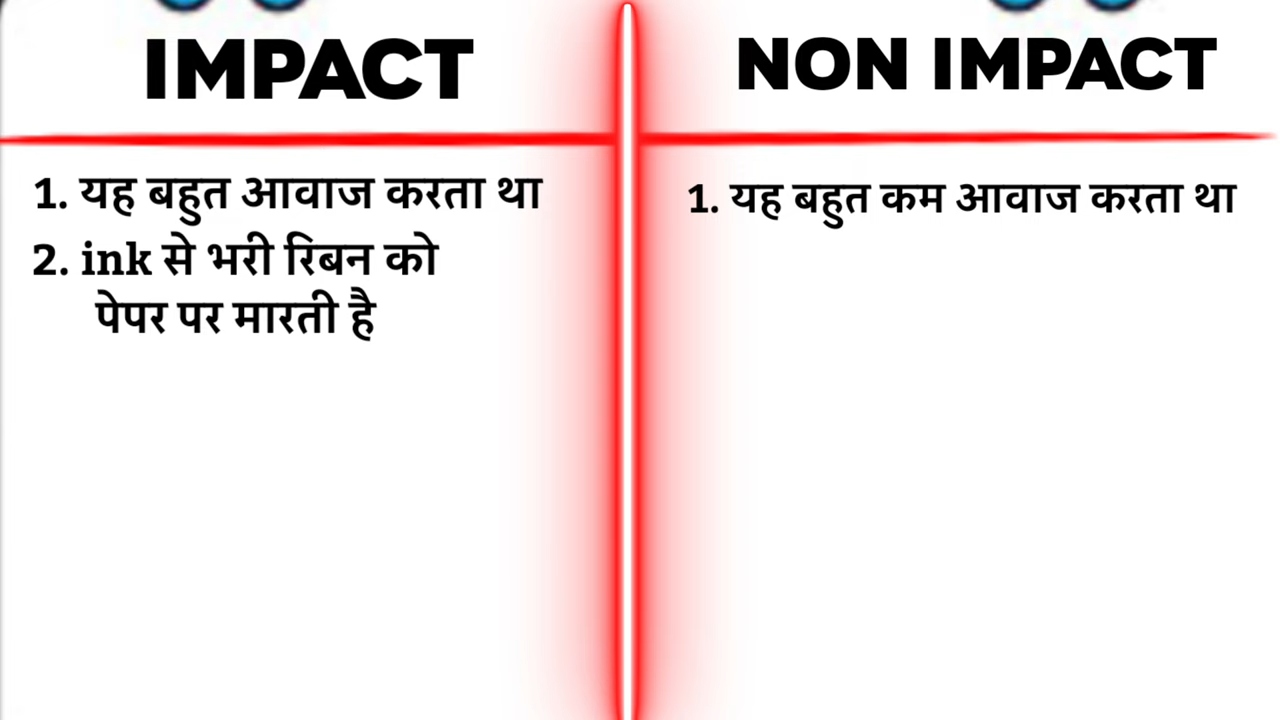 IMPACT
1. यह बहुत आवाज करता था
2. ink से भरी रिबन को
पेपर पर मारती है
NON IMPACT
1. यह बहुत कम आवाज करता था